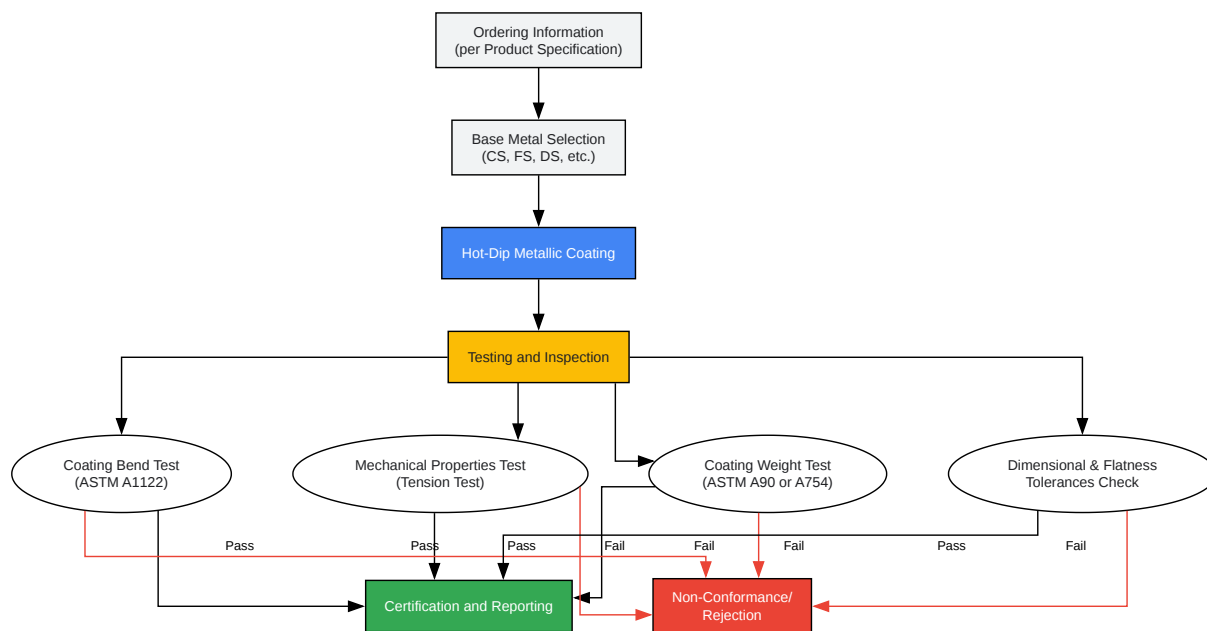 Ordering Information
(per Product Specification)
Base Metal Selection
(CS, FS, DS, etc.)
Hot-Dip Metallic Coating
Testing and Inspection
Coating Bend Test
(ASTM A1122)
Mechanical Properties Test
(Tension Test)
Coating Weight Test
(ASTM A90 or A754)
Dimensional & Flatness
Tolerances Check
Pass
Pass
Pass
Fail
Fail
Fail
Pass
Fail
Certification and Reporting
Non-Conformance/
Rejection